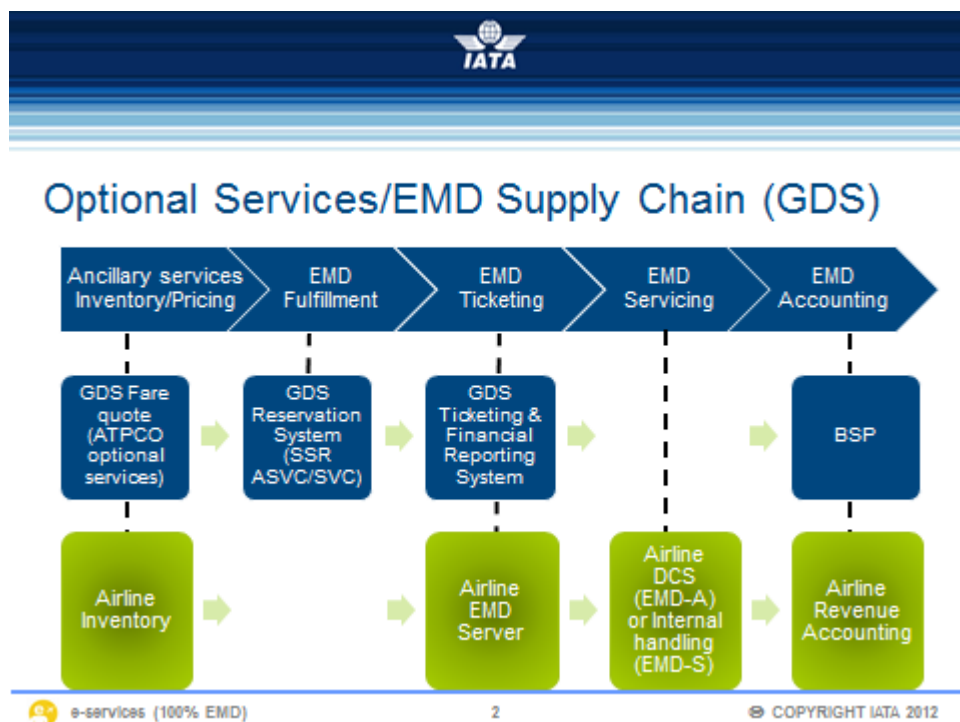 IATA
Optional Services/EMD Supply Chain (GDS)
Ancillary services
Inventory/Pricing
EMD
Fulfillment
EMD
Ticketing
EMD
Servicing
EMD
Accounting
GDS Fare
quote
(ATPCO
optional
services)
GDS
Reservation
System
(SSR
ASVC/SVC)
GDS
Ticketing &
Financial
Reporting
System
BSP
Airline
Inventory
Airline
EMD
Server
Airline
DCS
(EMD-A)
or Internal
handling
(EMD-S)
Airline
Revenue
Accounting
e-services (100% EMD)
2
© COPYRIGHT IATA 2012